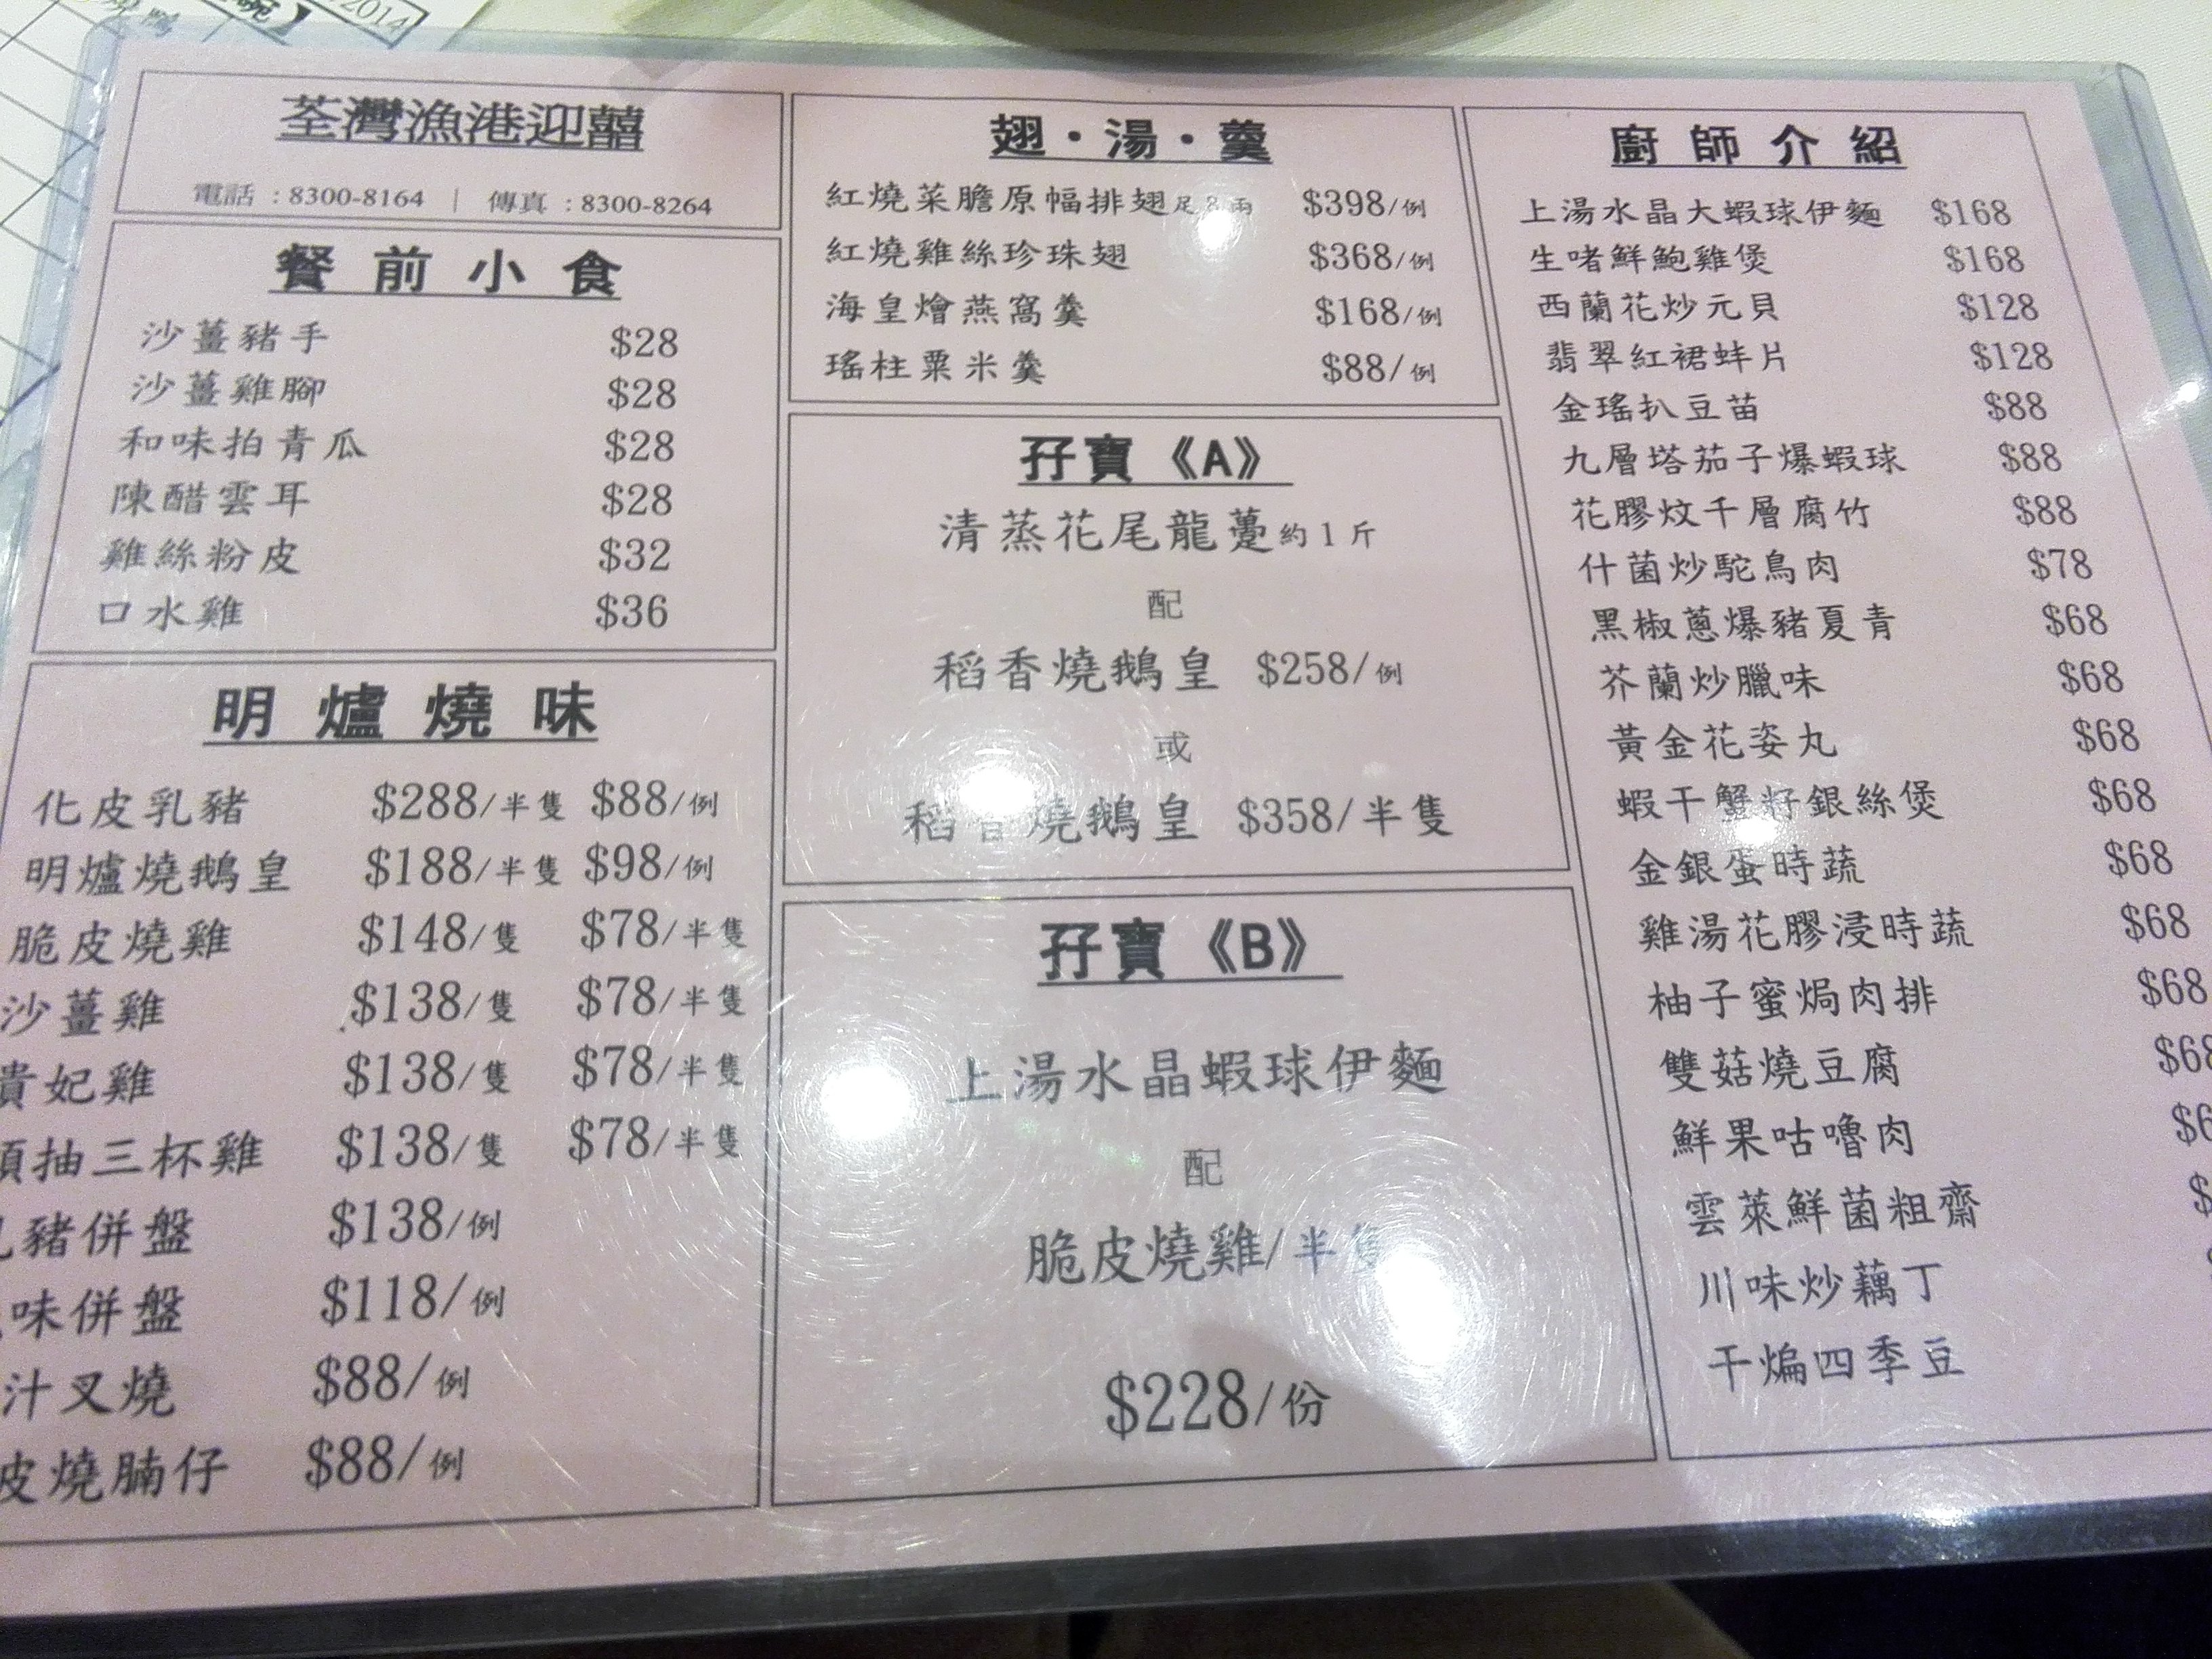 2014
荃灣漁港迎囍
電話 : 8300-8164 | 傳真 : 8300-8264
餐前小食
沙薑豬手 $28
沙薑雞腳 $28
和味拍青瓜 $28
陳醋雲耳 $28
雞絲粉皮 $32
口水雞 $36
明爐燒味
化皮乳豬 $288/半隻 $88/例
明爐燒鵝皇 $188/半隻 $98/例
脆皮燒雞 $148/隻 $78/半隻
沙薑雞 $138/隻 $78/半隻
貴妃雞 $138/隻 $78/半隻
頭抽三杯雞 $138/隻 $78/半隻
豬併盤 $138/例
味併盤 $118/例
汁叉燒 $88/例
皮燒腩仔 $88/例
翅·湯·羹
紅燒菜膽原幅排翅足8兩 $398/例
紅燒雞絲珍珠翅 $368/例
海皇燴燕窩羹 $168/例
瑤柱粟米羹 $88/例
孖寶《A》
清蒸花尾龍躉約1斤
配
稻香燒鵝皇 $258/例
或
稻香燒鵝皇 $358/半隻
孖寶《B》
上湯水晶蝦球伊麵
配
脆皮燒雞/半隻
$228/份
廚師介紹
上湯水晶大蝦球伊麵 $168
生啫鮮鮑雞煲 $168
西蘭花炒元貝 $128
翡翠紅裙蚌片 $128
金瑤扒豆苗 $88
九層塔茄子爆蝦球 $88
花膠炆千層腐竹 $88
什菌炒駝鳥肉 $78
黑椒蔥爆豬夏青 $68
芥蘭炒臘味 $68
黃金花姿丸 $68
蝦干蟹籽銀絲煲 $68
金銀蛋時蔬 $68
雞湯花膠浸時蔬 $68
柚子蜜焗肉排 $68
雙菇燒豆腐 $68
鮮果咕嚕肉 $6
雲萊鮮菌粗齋 $
川味炒藕丁
干煸四季豆